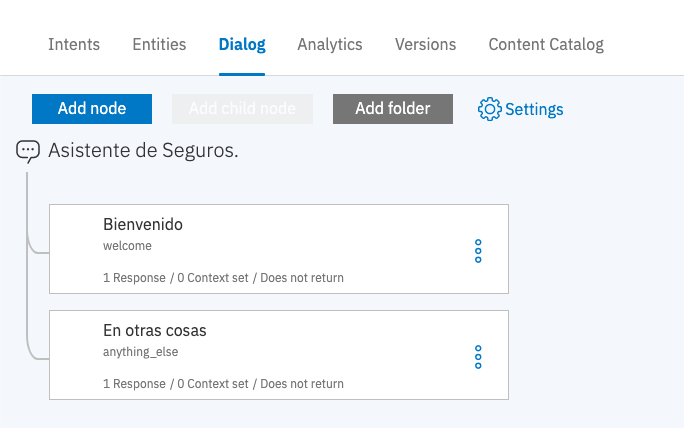 Intents Entities Dialog Analytics Versions Content Catalog
Add node Add child node Add folder Settings
Asistente de Seguros.
Bienvenido
welcome
1 Response / 0 Context set / Does not return
En otras cosas
anything_else
1 Response / 0 Context set / Does not return